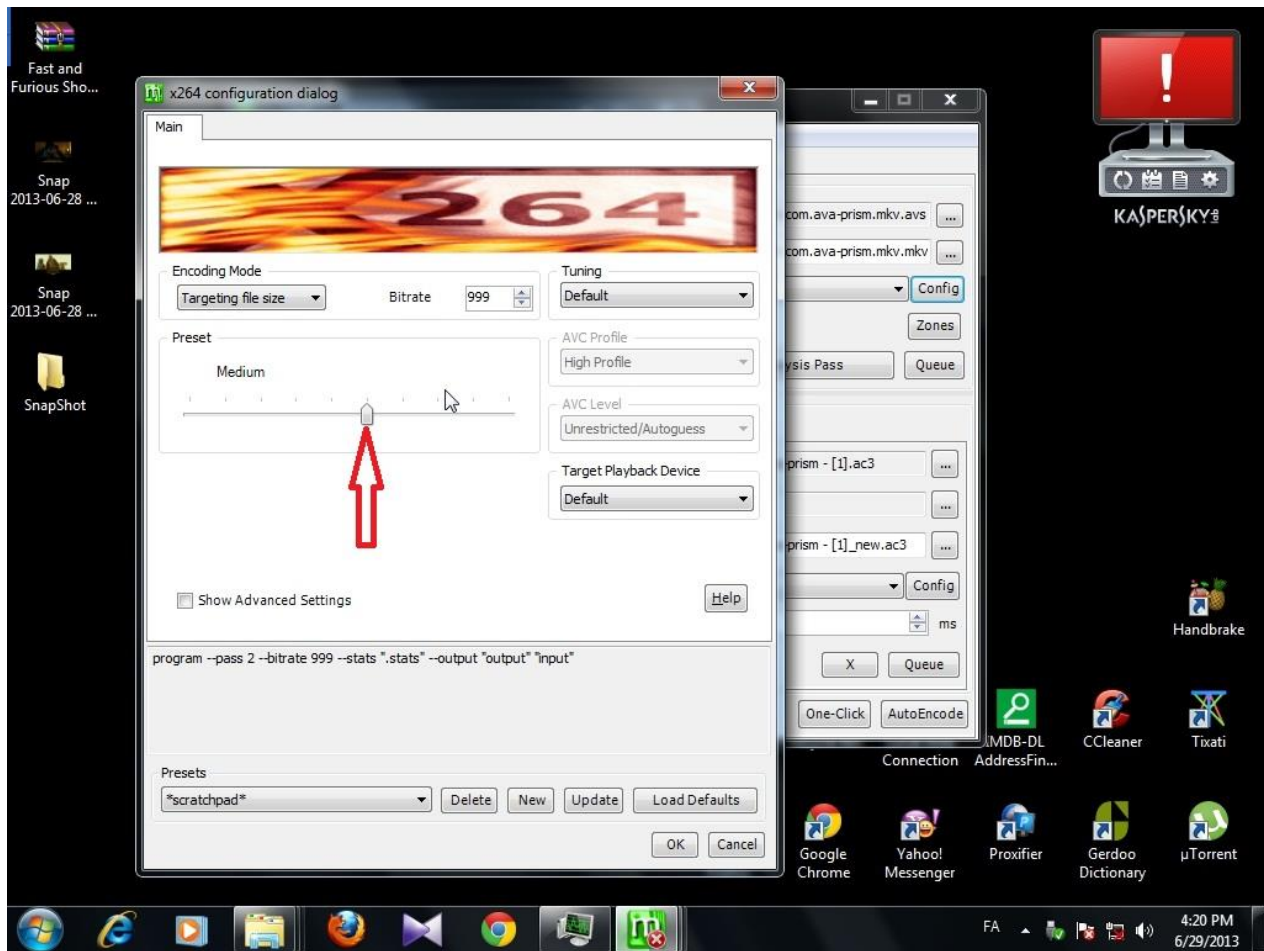 Fast and
Furious Sho...
Snap
2013-06-28 ...
Snap
2013-06-28 ...
SnapShot
x264 configuration dialog
Main
264
Encoding Mode
Targeting file size
Bitrate
999
Tuning
Default
Preset
Medium
AVC Profile
High Profile
AVC Level
Unrestricted/Autoguess
Target Playback Device
Default
Show Advanced Settings
Help
program --pass 2 --bitrate 999 --stats ".stats" --output "output" "input"
Presets
*scratchpad*
Delete
New
Update
Load Defaults
OK
Cancel
X
com.ava-prism.mkv.avs
...
com.ava-prism.mkv.mkv
...
Config
Zones
ysis Pass
Queue
prism - [1].ac3
...
...
prism - [1]_new.ac3
...
Config
ms
X
Queue
One-Click
AutoEncode
!
KASPERSKY
Handbrake
Connection
IMDB-DL
AddressFin...
CCleaner
Tixati
Google
Chrome
Yahoo!
Messenger
Proxifier
Gerdoo
Dictionary
µTorrent
FA
4:20 PM
6/29/2013